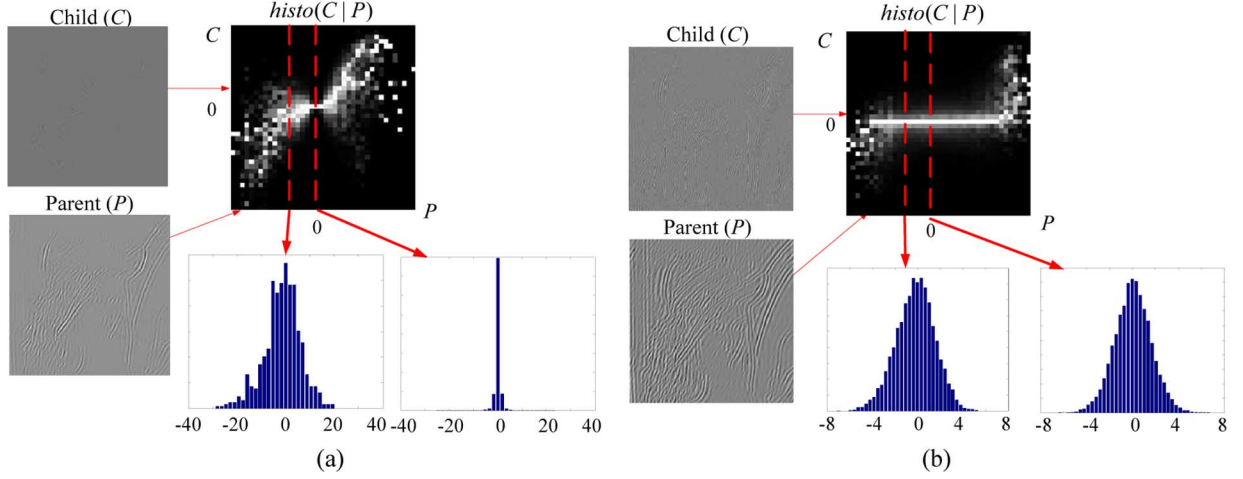 Child (C)
histo(C | P)
C
0
Parent (P)
P
0
-40 -20 0 20 40
-40 -20 0 20 40
(a)
Child (C)
histo(C | P)
C
0
Parent (P)
P
0
-8 -4 0 4 8
-8 -4 0 4 8
(b)